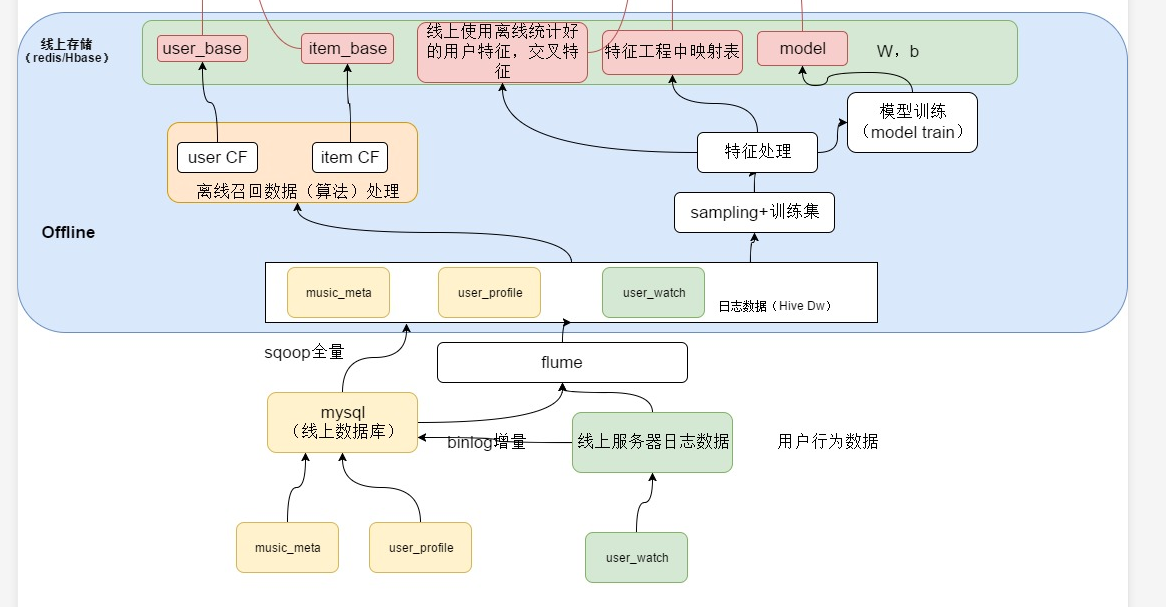 线上存储
（redis/Hbase）
user_base
item_base
线上使用离线统计好
的用户特征，交叉特
征
特征工程中映射表
model
W，b
模型训练
（model train）
user CF
item CF
离线召回数据（算法）处理
特征处理
sampling+训练集
Offline
music_meta
user_profile
user_watch
日志数据（Hive Dw）
sqoop全量
flume
mysql
（线上数据库）
binlog增量
线上服务器日志数据
用户行为数据
music_meta
user_profile
user_watch